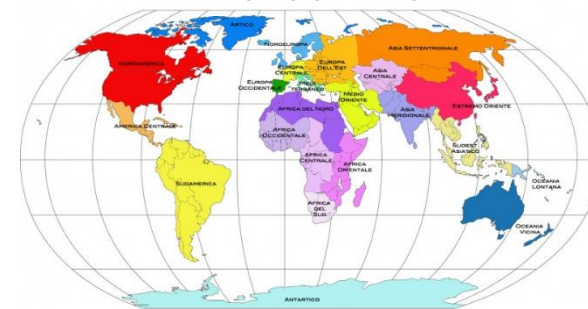 ARTICO
NORDAMERICA
NORDEUROPA
ASIA SETTENTRIONALE
EUROPA
CENTRALE
EUROPA
DELL'EST
ASIA
CENTRALE
EUROPA
OCCIDENTALE
MEDI
TERRANEO
MEDIO
ORIENTE
ESTREMO ORIENTE
AMERICA CENTRALE
AFRICA DEL NORD
ASIA
MERIDIONALE
AFRICA
OCCIDENTALE
SUDEST
ASIATICO
SUDAMERICA
AFRICA
CENTRALE
AFRICA
ORIENTALE
OCEANIA
LONTANA
AFRICA
DEL
SUD
OCEANIA
VICINA
ANTARTICO